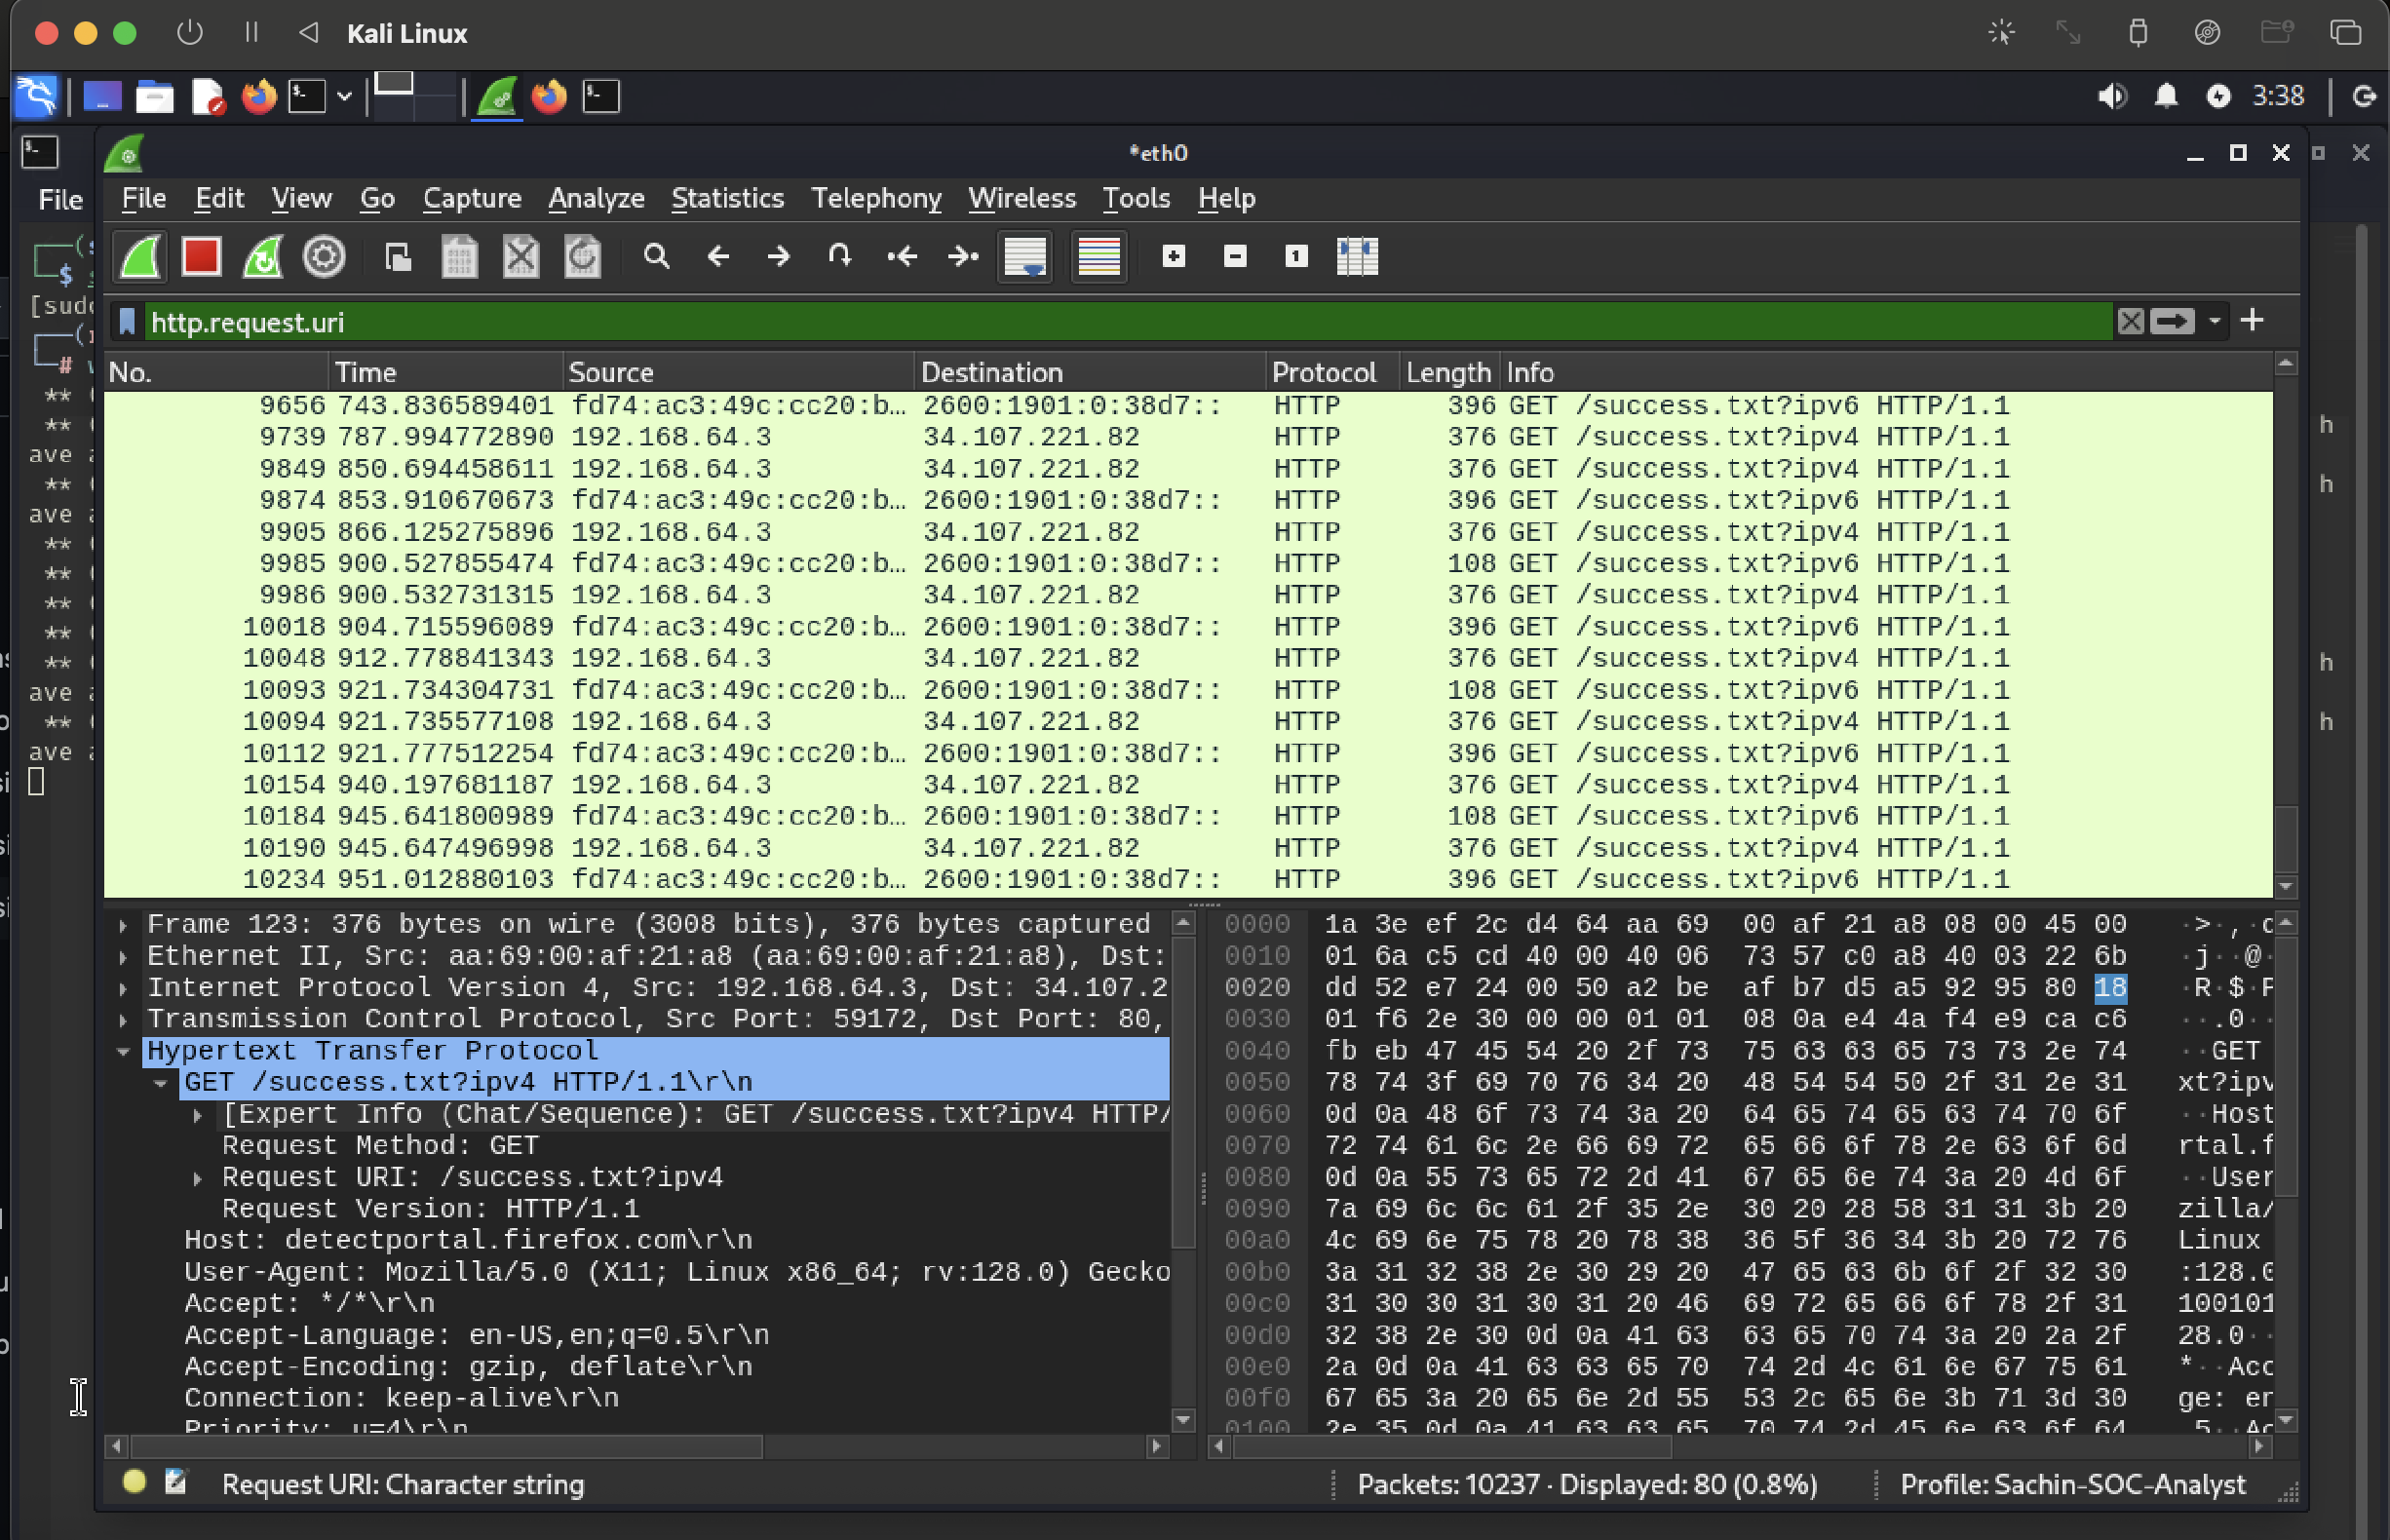 Kali Linux
3:38
*eth0
File
File Edit View Go Capture Analyze Statistics Telephony Wireless Tools Help
[sudo
http.request.uri
No. Time Source Destination Protocol Length Info
9656 743.836589401 fd74:ac3:49c:cc20:b… 2600:1901:0:38d7:: HTTP 396 GET /success.txt?ipv6 HTTP/1.1
9739 787.994772890 192.168.64.3 34.107.221.82 HTTP 376 GET /success.txt?ipv4 HTTP/1.1
9849 850.694458611 192.168.64.3 34.107.221.82 HTTP 376 GET /success.txt?ipv4 HTTP/1.1
9874 853.910670673 fd74:ac3:49c:cc20:b… 2600:1901:0:38d7:: HTTP 396 GET /success.txt?ipv6 HTTP/1.1
9905 866.125275896 192.168.64.3 34.107.221.82 HTTP 376 GET /success.txt?ipv4 HTTP/1.1
9985 900.527855474 fd74:ac3:49c:cc20:b… 2600:1901:0:38d7:: HTTP 108 GET /success.txt?ipv6 HTTP/1.1
9986 900.532731315 192.168.64.3 34.107.221.82 HTTP 376 GET /success.txt?ipv4 HTTP/1.1
10018 904.715596089 fd74:ac3:49c:cc20:b… 2600:1901:0:38d7:: HTTP 396 GET /success.txt?ipv6 HTTP/1.1
10048 912.778841343 192.168.64.3 34.107.221.82 HTTP 376 GET /success.txt?ipv4 HTTP/1.1
10093 921.734304731 fd74:ac3:49c:cc20:b… 2600:1901:0:38d7:: HTTP 108 GET /success.txt?ipv6 HTTP/1.1
10094 921.735577108 192.168.64.3 34.107.221.82 HTTP 376 GET /success.txt?ipv4 HTTP/1.1
10112 921.777512254 fd74:ac3:49c:cc20:b… 2600:1901:0:38d7:: HTTP 396 GET /success.txt?ipv6 HTTP/1.1
10154 940.197681187 192.168.64.3 34.107.221.82 HTTP 376 GET /success.txt?ipv4 HTTP/1.1
10184 945.641800989 fd74:ac3:49c:cc20:b… 2600:1901:0:38d7:: HTTP 108 GET /success.txt?ipv6 HTTP/1.1
10190 945.647496998 192.168.64.3 34.107.221.82 HTTP 376 GET /success.txt?ipv4 HTTP/1.1
10234 951.012880103 fd74:ac3:49c:cc20:b… 2600:1901:0:38d7:: HTTP 396 GET /success.txt?ipv6 HTTP/1.1
Frame 123: 376 bytes on wire (3008 bits), 376 bytes captured
Ethernet II, Src: aa:69:00:af:21:a8 (aa:69:00:af:21:a8), Dst:
Internet Protocol Version 4, Src: 192.168.64.3, Dst: 34.107.2
Transmission Control Protocol, Src Port: 59172, Dst Port: 80,
Hypertext Transfer Protocol
GET /success.txt?ipv4 HTTP/1.1\r\n
[Expert Info (Chat/Sequence): GET /success.txt?ipv4 HTTP/
Request Method: GET
Request URI: /success.txt?ipv4
Request Version: HTTP/1.1
Host: detectportal.firefox.com\r\n
User-Agent: Mozilla/5.0 (X11; Linux x86_64; rv:128.0) Gecko
Accept: */*\r\n
Accept-Language: en-US,en;q=0.5\r\n
Accept-Encoding: gzip, deflate\r\n
Connection: keep-alive\r\n
Priority: u=4\r\n
0000 1a 3e ef 2c d4 64 aa 69 00 af 21 a8 08 00 45 00 ·>·,·d
0010 01 6a c5 cd 40 00 40 06 73 57 c0 a8 40 03 22 6b ·j··@·
0020 dd 52 e7 24 00 50 a2 be af b7 d5 a5 92 95 80 18 ·R·$·P
0030 01 f6 2e 30 00 00 01 01 08 0a e4 4a f4 e9 ca c6 ··.0··
0040 fb eb 47 45 54 20 2f 73 75 63 63 65 73 73 2e 74 ··GET
0050 78 74 3f 69 70 76 34 20 48 54 54 50 2f 31 2e 31 xt?ipv
0060 0d 0a 48 6f 73 74 3a 20 64 65 74 65 63 74 70 6f ··Host
0070 72 74 61 6c 2e 66 69 72 65 66 6f 78 2e 63 6f 6d rtal.f
0080 0d 0a 55 73 65 72 2d 41 67 65 6e 74 3a 20 4d 6f ··User
0090 7a 69 6c 6c 61 2f 35 2e 30 20 28 58 31 31 3b 20 zilla/
00a0 4c 69 6e 75 78 20 78 38 36 5f 36 34 3b 20 72 76 Linux
00b0 3a 31 32 38 2e 30 29 20 47 65 63 6b 6f 2f 32 30 :128.0
00c0 31 30 30 31 30 31 20 46 69 72 65 66 6f 78 2f 31 100101
00d0 32 38 2e 30 0d 0a 41 63 63 65 70 74 3a 20 2a 2f 28.0··
00e0 2a 0d 0a 41 63 63 65 70 74 2d 4c 61 6e 67 75 61 *··Acc
00f0 67 65 3a 20 65 6e 2d 55 53 2c 65 6e 3b 71 3d 30 ge: en
0100 2e 35 0d 0a 41 63 63 65 70 74 2d 45 6e 63 6f 64 .5··Ac
Request URI: Character string
Packets: 10237 · Displayed: 80 (0.8%)
Profile: Sachin-SOC-Analyst